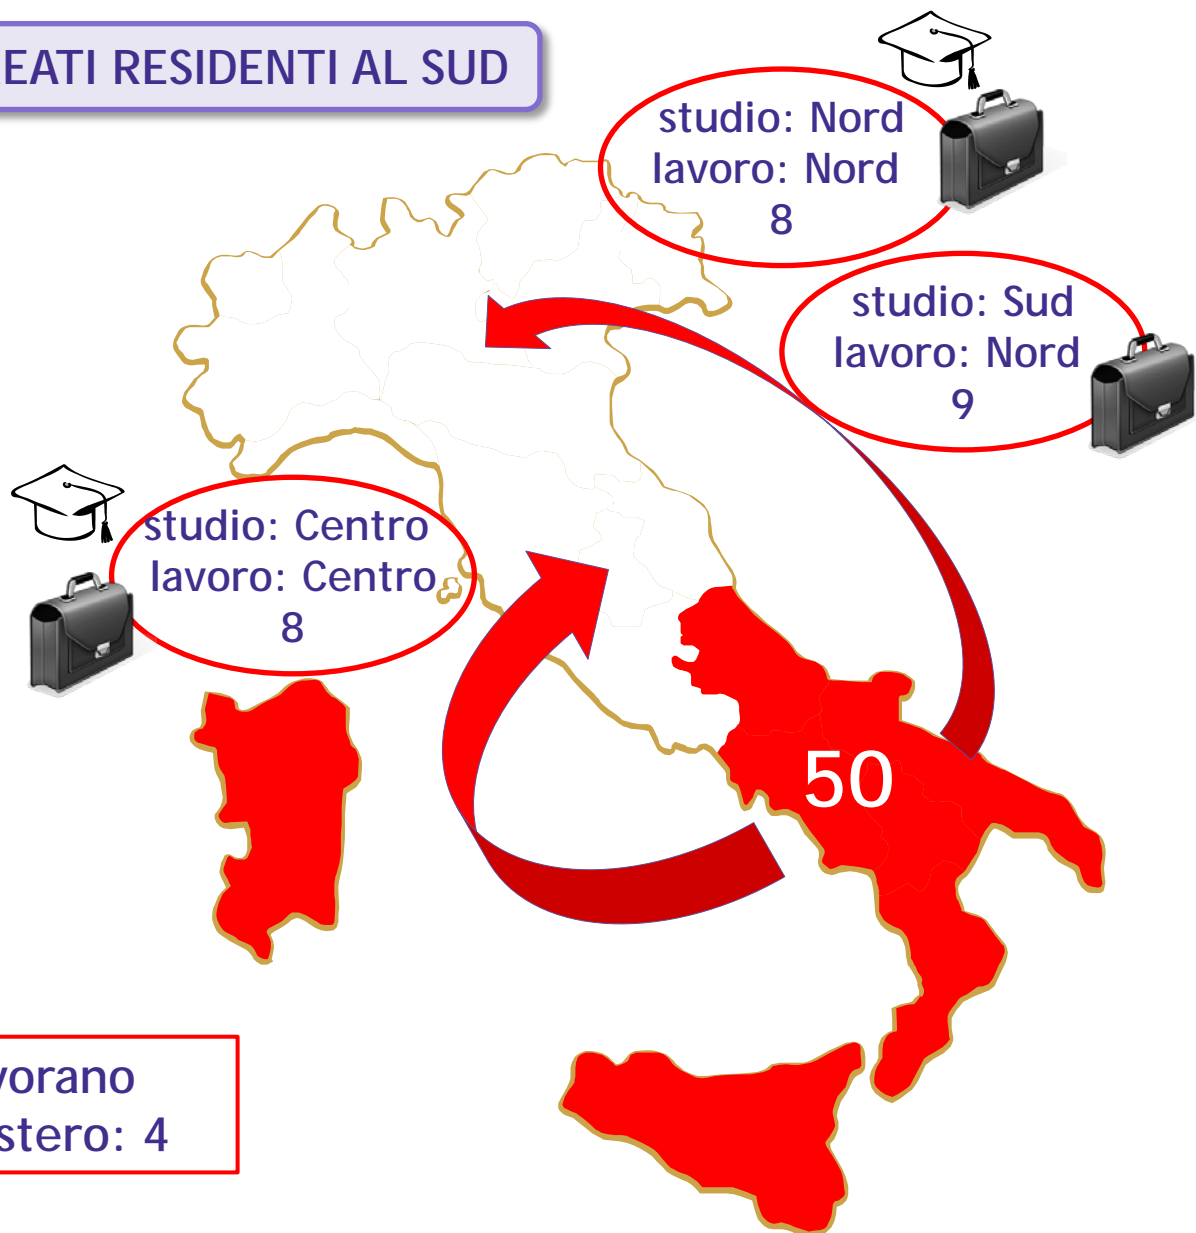 EATI RESIDENTI AL SUD
studio: Nord
lavoro: Nord
8
studio: Sud
lavoro: Nord
9
studio: Centro
lavoro: Centro
8
50
vorano
stero: 4